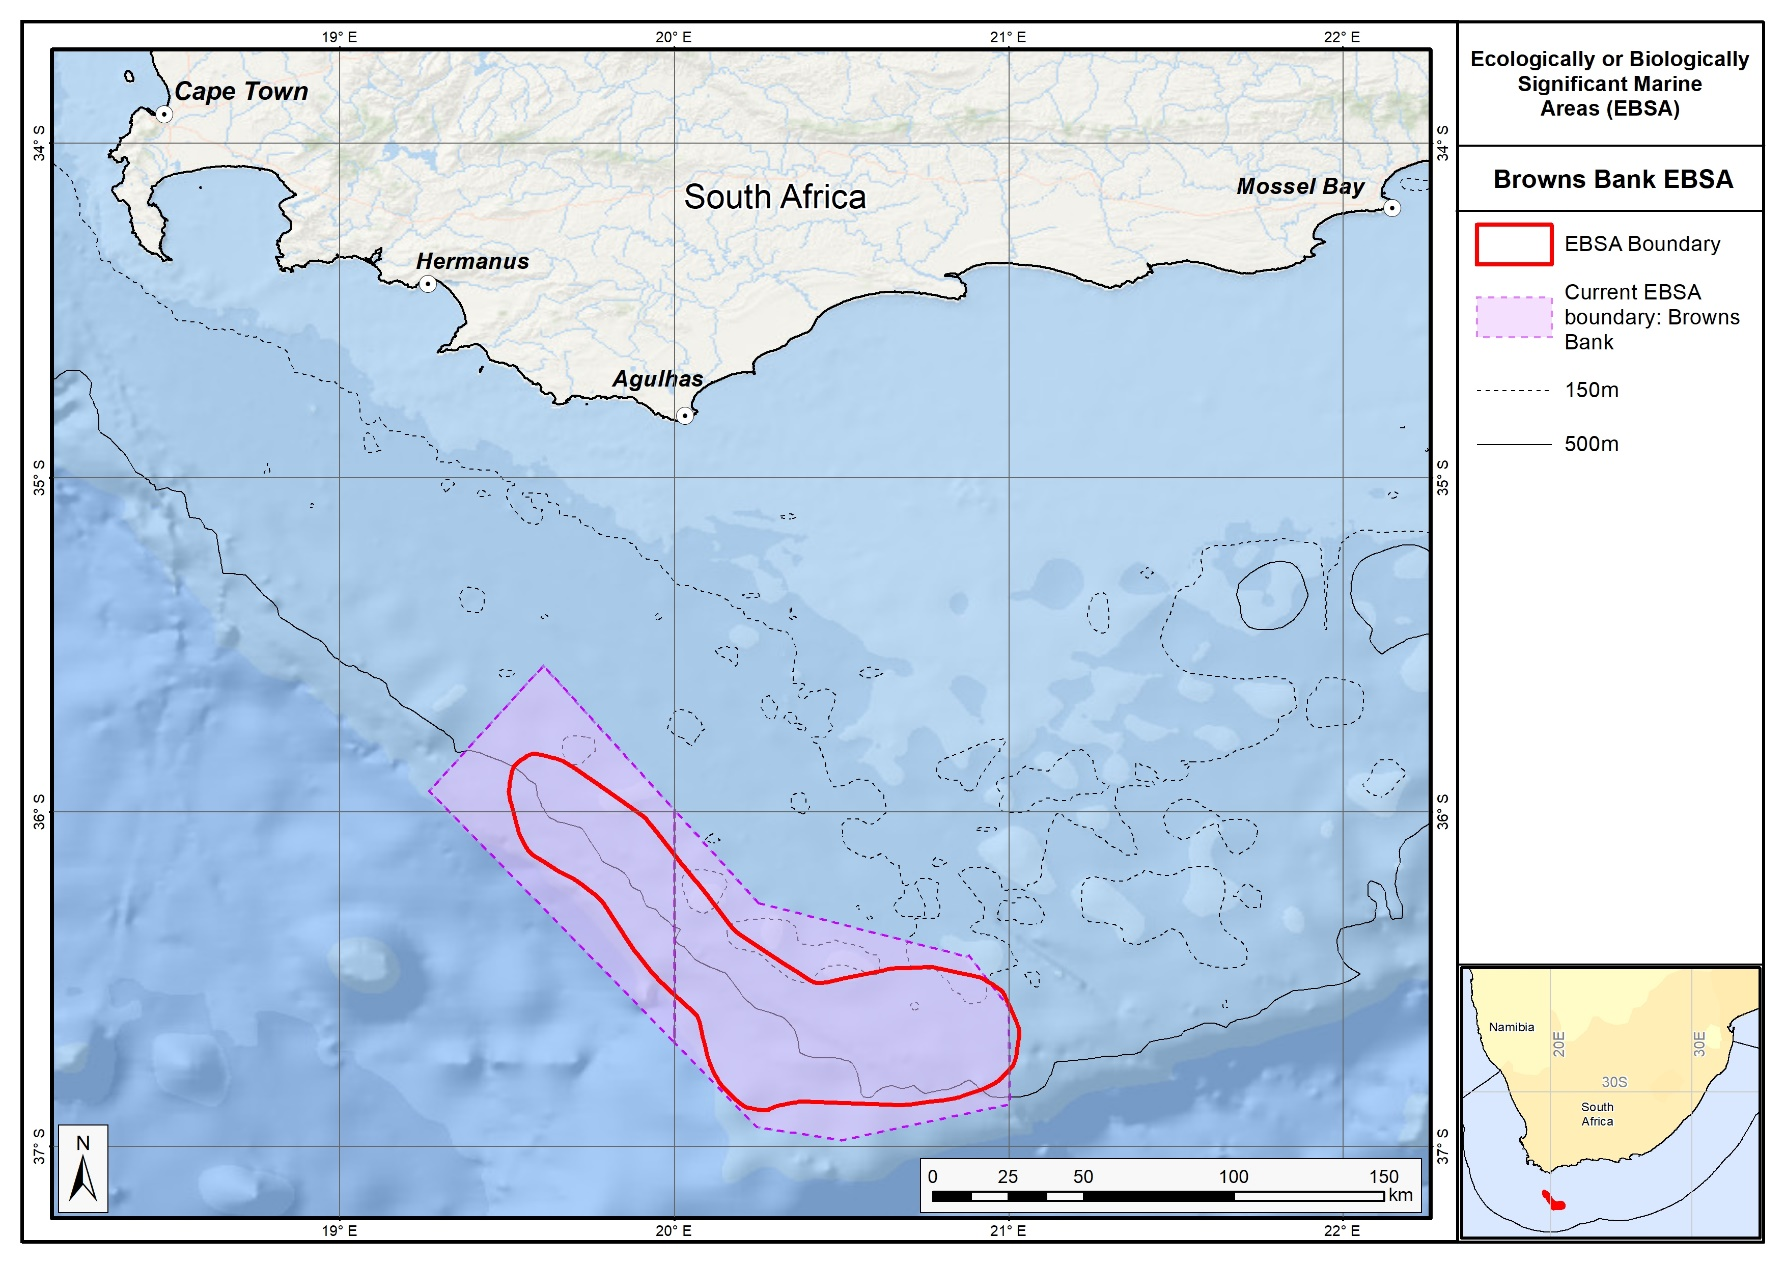 19° E
20° E
21° E
22° E
Ecologically or Biologically
Significant Marine
Areas (EBSA)
Browns Bank EBSA
EBSA Boundary
Current EBSA
boundary: Browns
Bank
150m
500m
Cape Town
34° S
34° S
South Africa
Mossel Bay
Hermanus
Agulhas
35° S
35° S
36° S
36° S
37° S
37° S
N
0 25 50 100 150
km
19° E
20° E
21° E
22° E
Namibia
20E
30E
30S
South
Africa